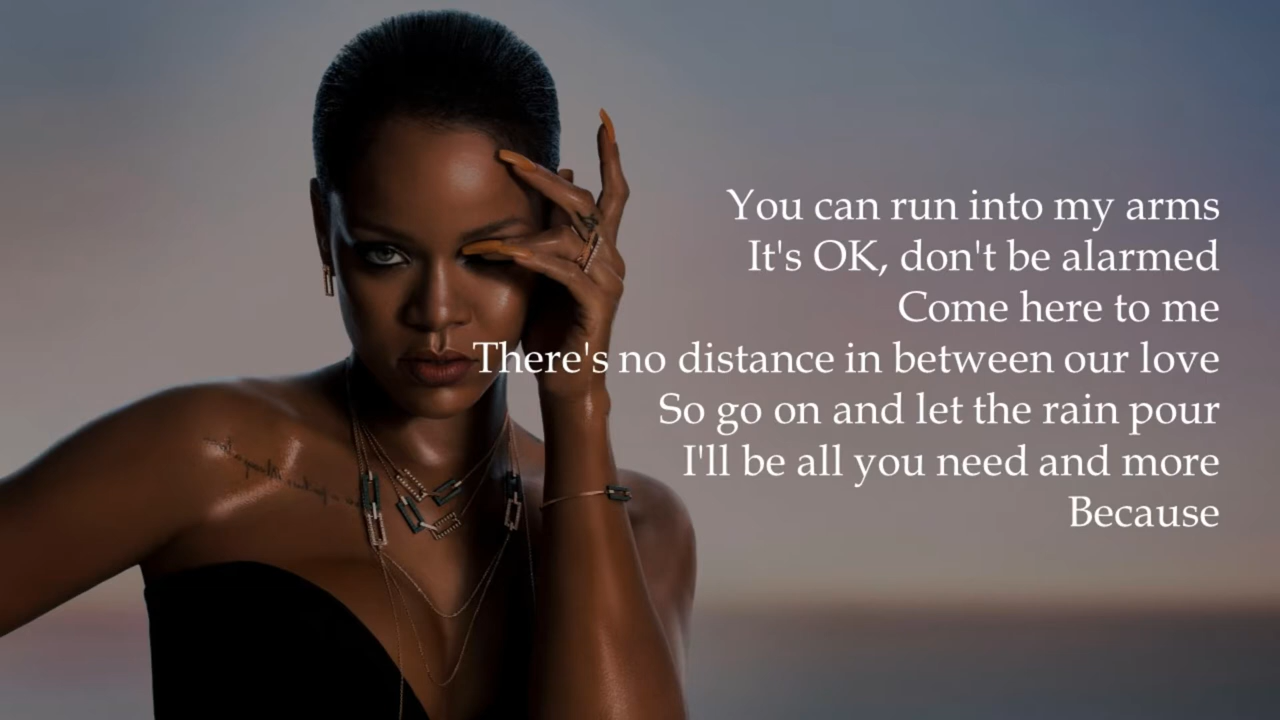 You can run into my arms
It's OK, don't be alarmed
Come here to me
There's no distance in between our love
So go on and let the rain pour
I'll be all you need and more
Because